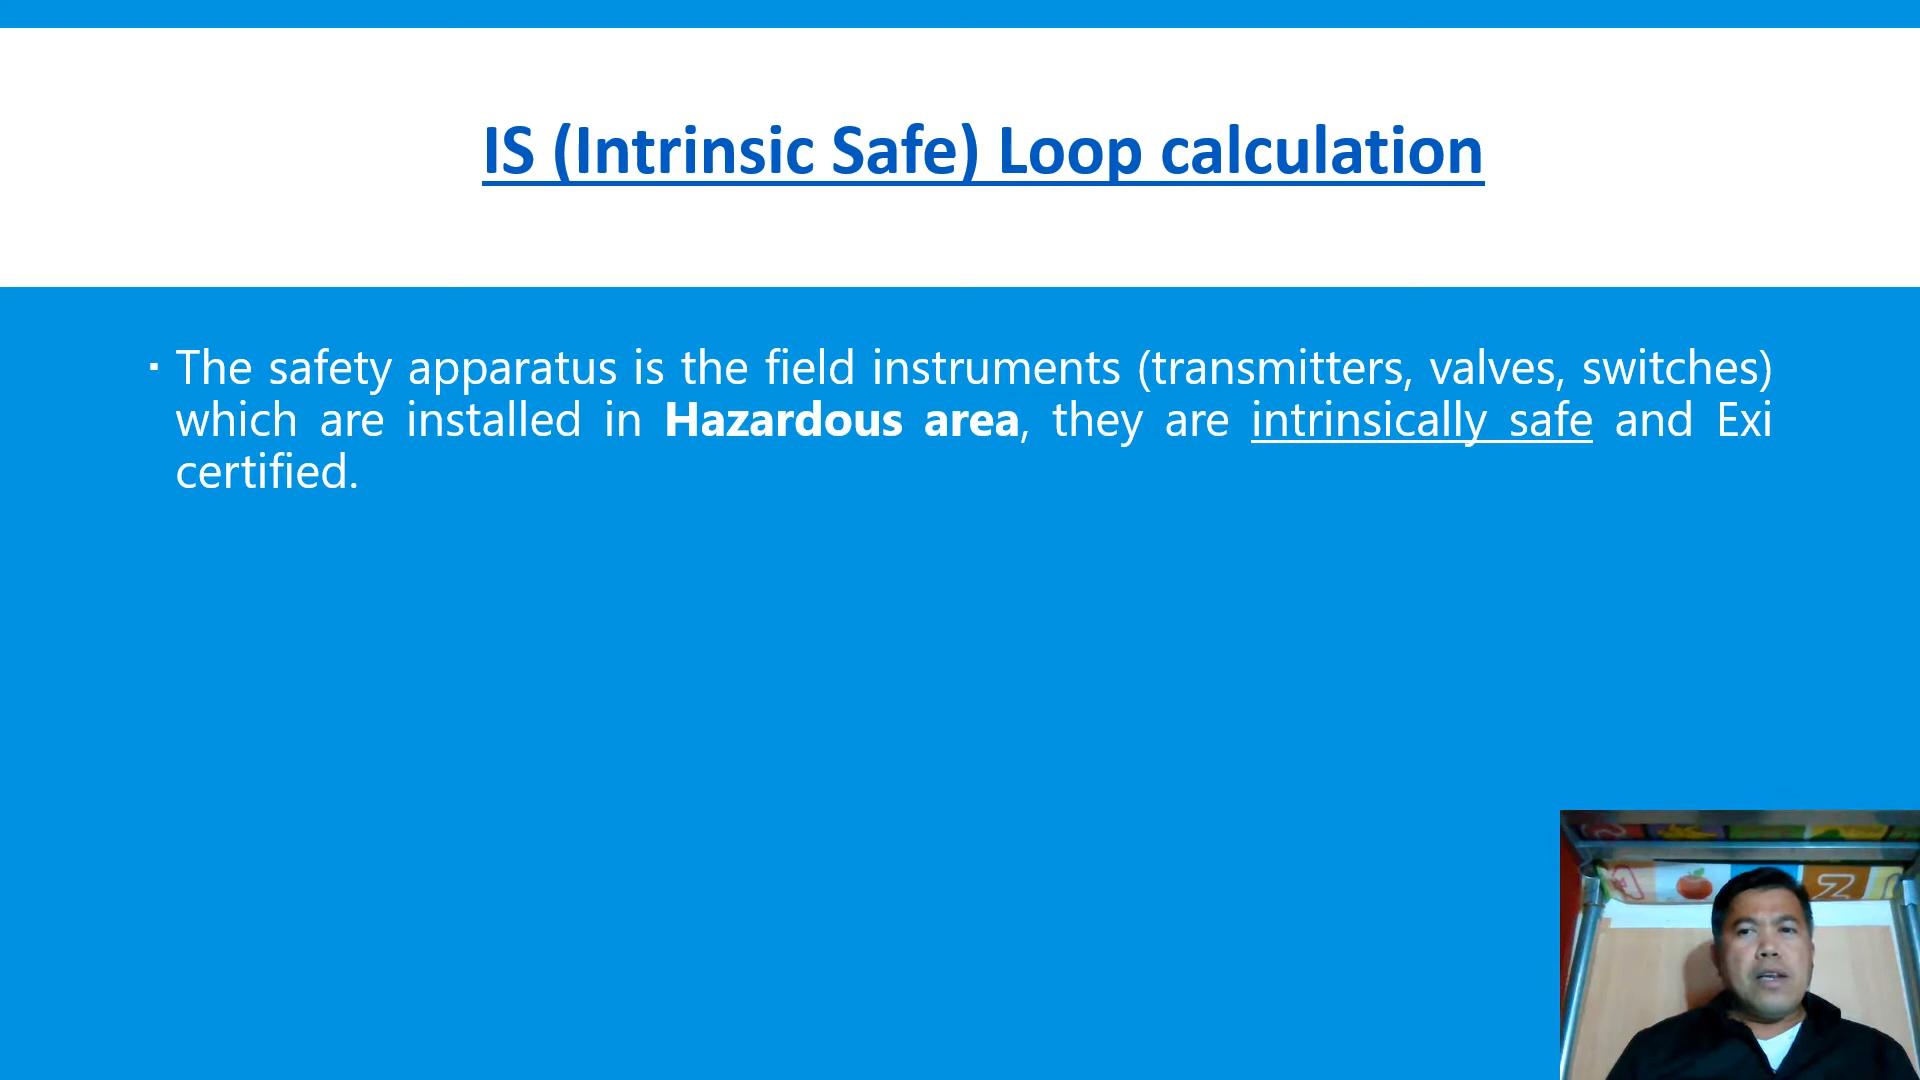 IS (Intrinsic Safe) Loop calculation
▪ The safety apparatus is the field instruments (transmitters, valves, switches)
which are installed in Hazardous area, they are intrinsically safe and Exi
certified.
Z